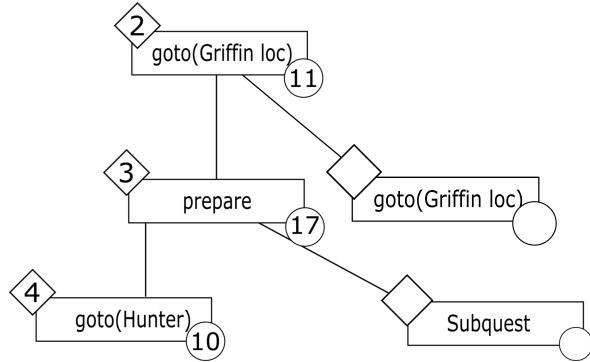 2
goto(Griffin loc)
11
3
prepare
17
goto(Griffin loc)
4
goto(Hunter)
10
Subquest